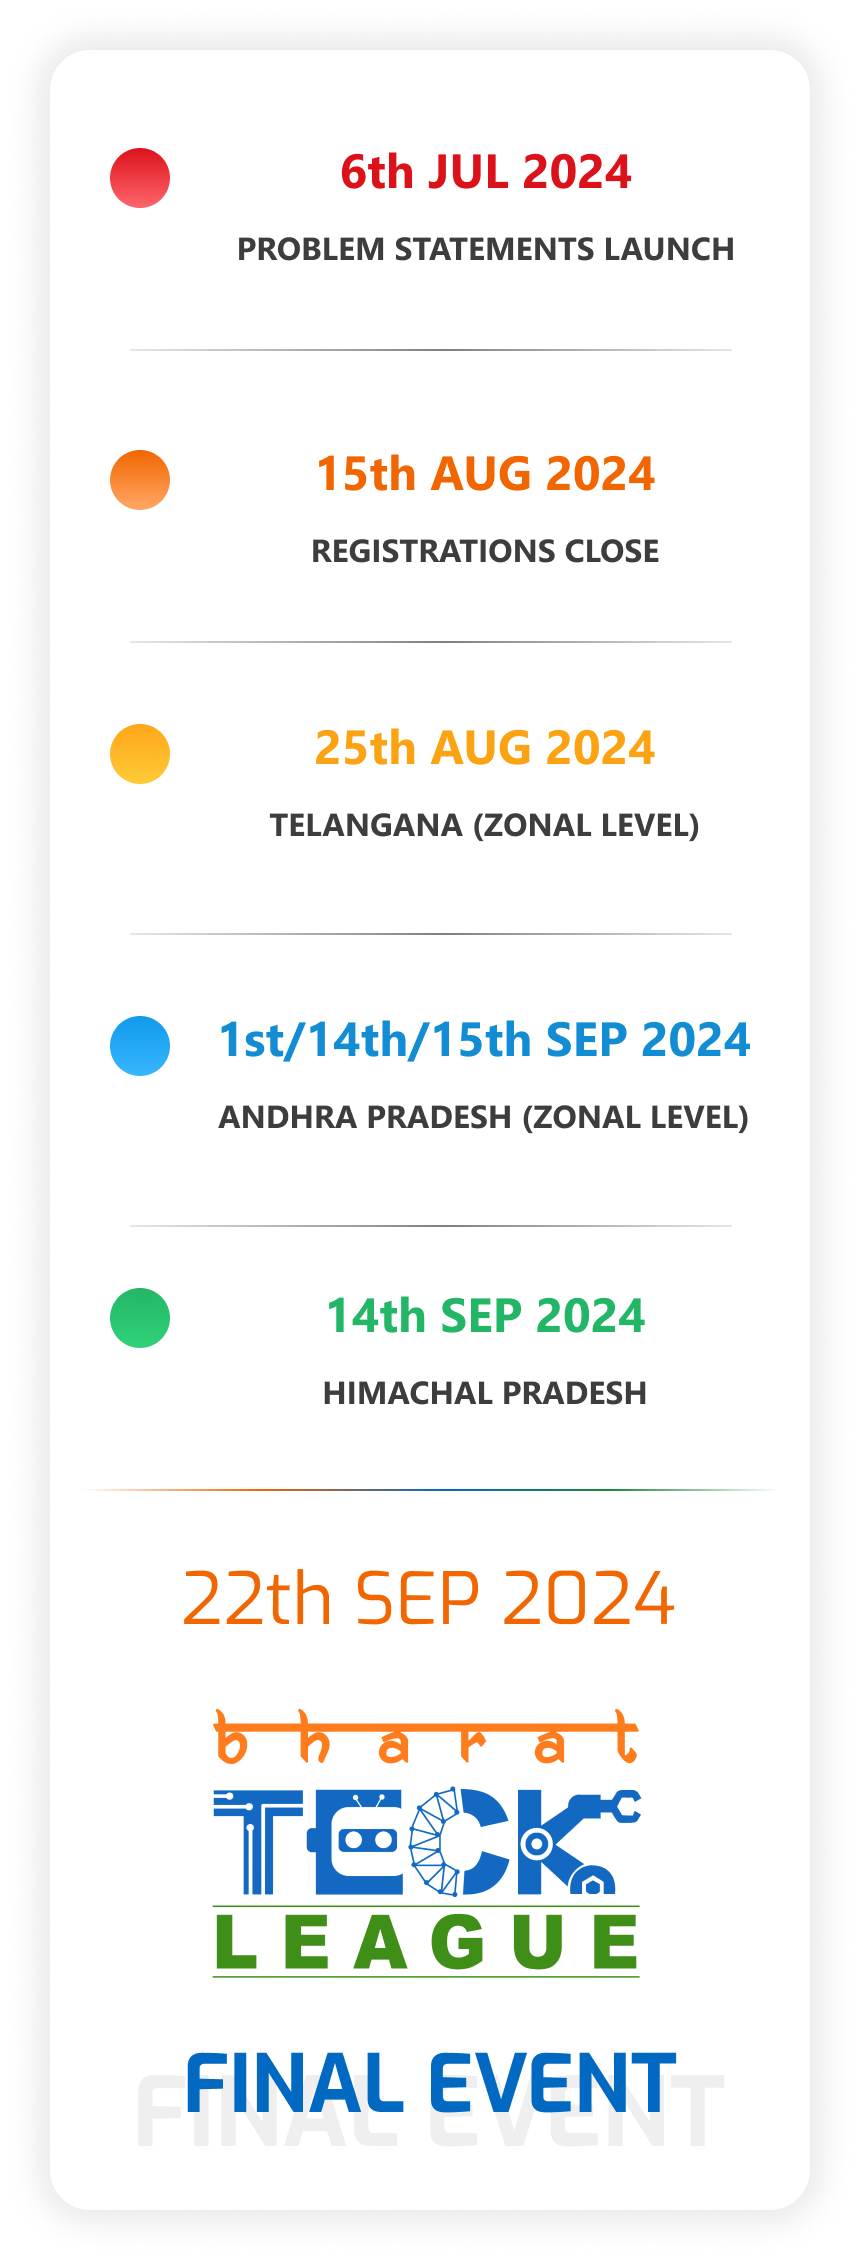 6th JUL 2024
PROBLEM STATEMENTS LAUNCH
15th AUG 2024
REGISTRATIONS CLOSE
25th AUG 2024
TELANGANA (ZONAL LEVEL)
1st/14th/15th SEP 2024
ANDHRA PRADESH (ZONAL LEVEL)
14th SEP 2024
HIMACHAL PRADESH
22th SEP 2024
bharat
TECK
LEAGUE
FINAL EVENT
FINAL EVENT